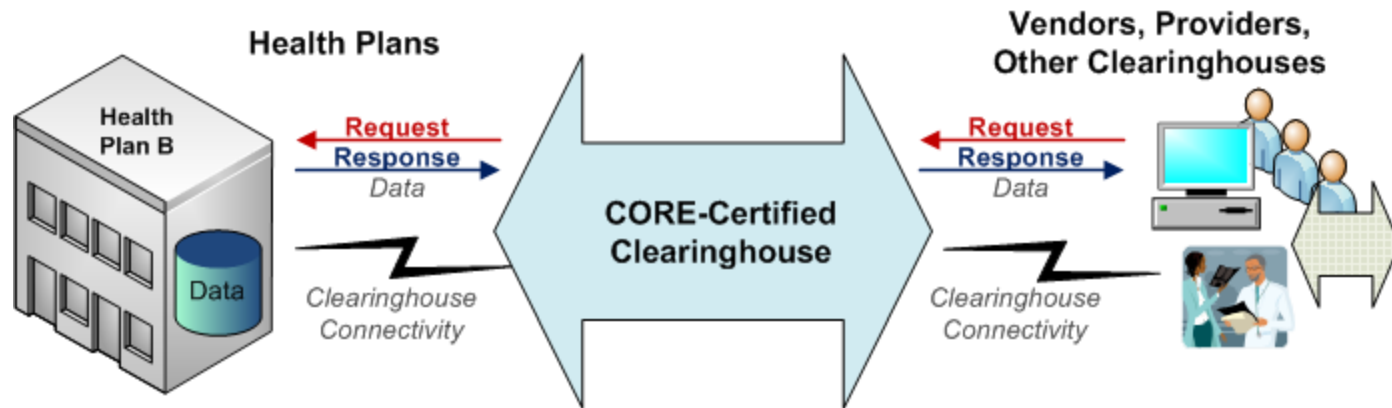 Health Plans
Vendors, Providers,
Other Clearinghouses
Health
Plan B
Data
Request
Response
Data
Clearinghouse
Connectivity
CORE-Certified
Clearinghouse
Request
Response
Data
Clearinghouse
Connectivity